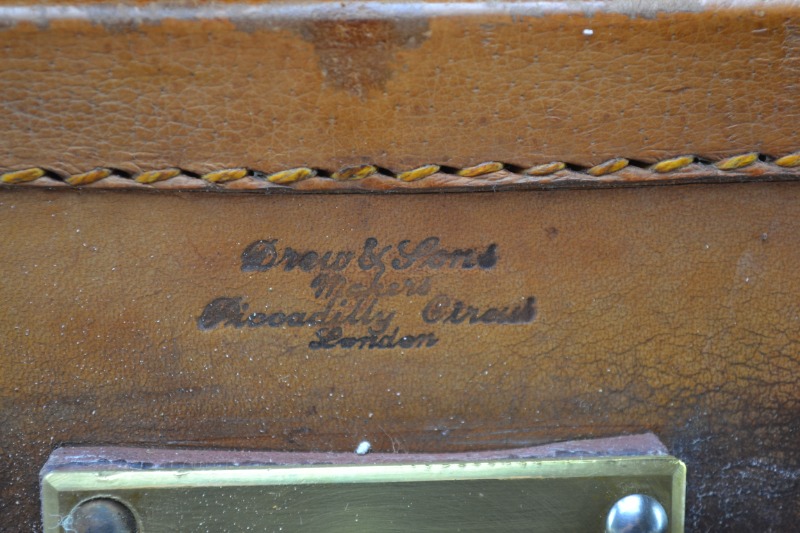 Drew & Sons
Makers
Piccadilly Circus
London